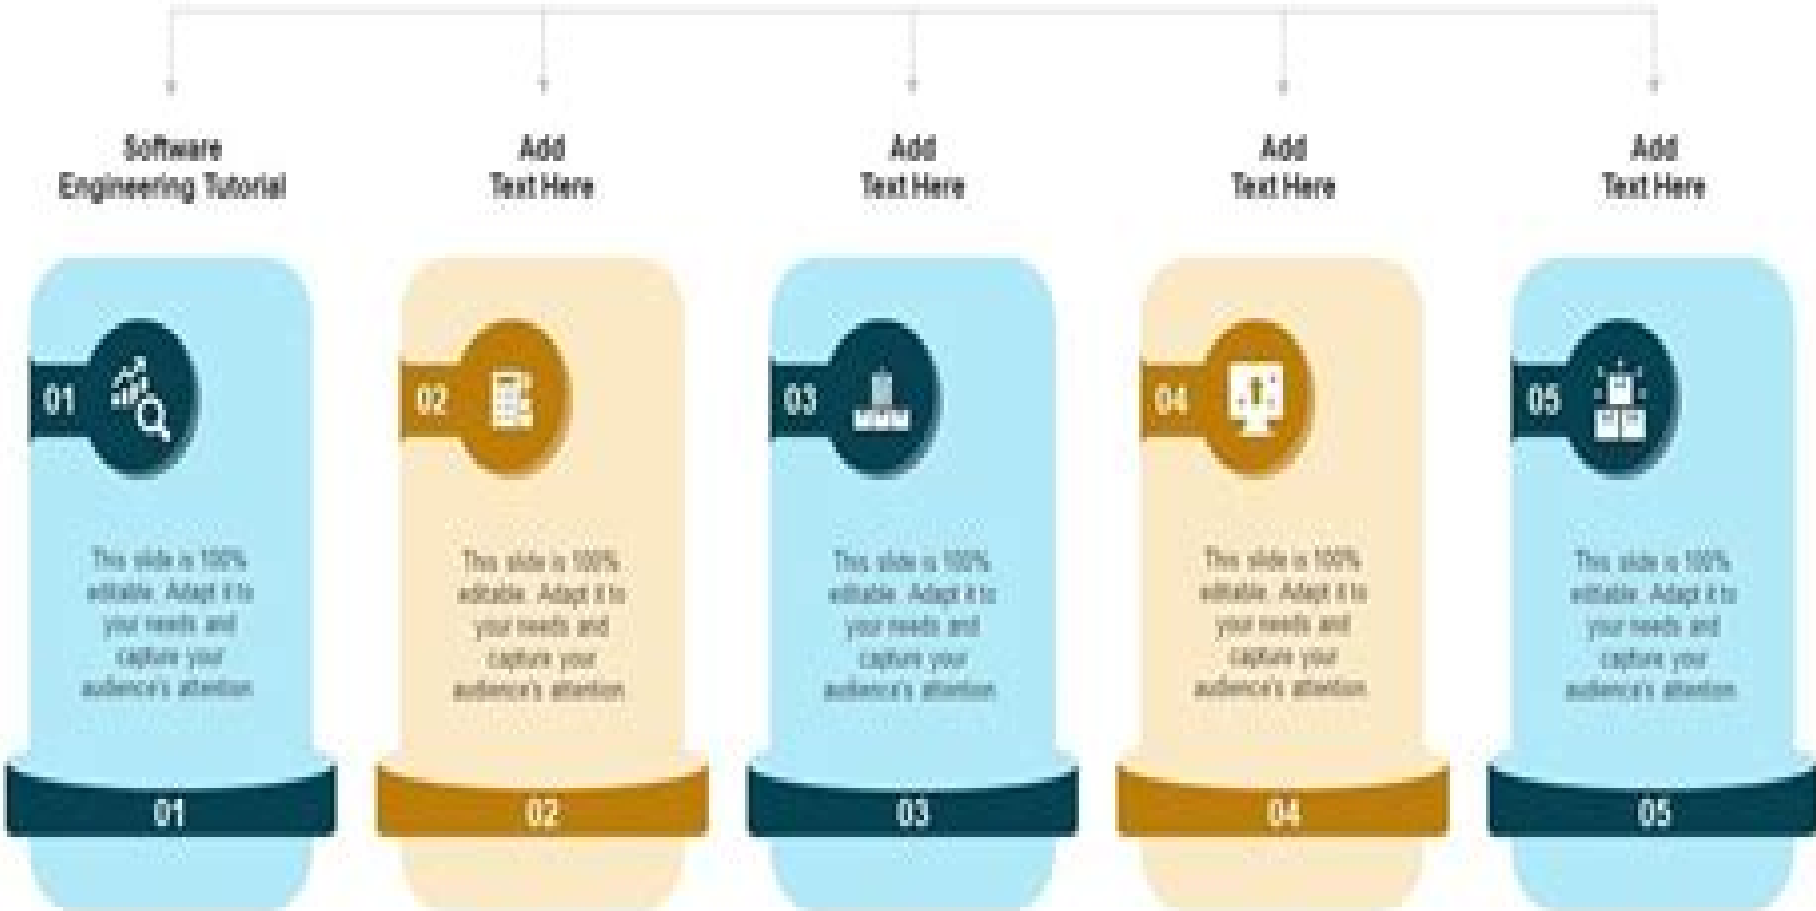 Software
Engineering Tutorial
Add
Text Here
Add
Text Here
Add
Text Here
Add
Text Here
01
02
03
04
05
This slide is 100%
editable. Adapt it to
your needs and
capture your
audience's attention.
This slide is 100%
editable. Adapt it to
your needs and
capture your
audience's attention.
This slide is 100%
editable. Adapt it to
your needs and
capture your
audience's attention.
This slide is 100%
editable. Adapt it to
your needs and
capture your
audience's attention.
This slide is 100%
editable. Adapt it to
your needs and
capture your
audience's attention.
01
02
03
04
05